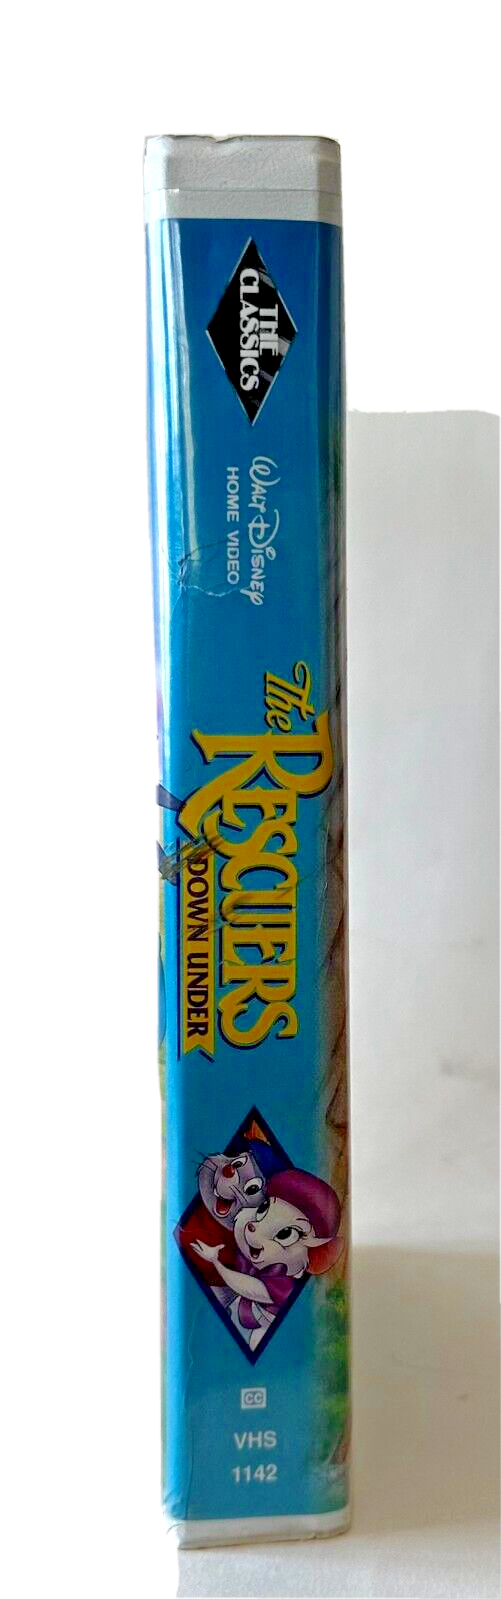 THE
CLASSICS
WALT DISNEY
HOME VIDEO
The
RESCUERS
DOWN UNDER
CC
VHS
1142